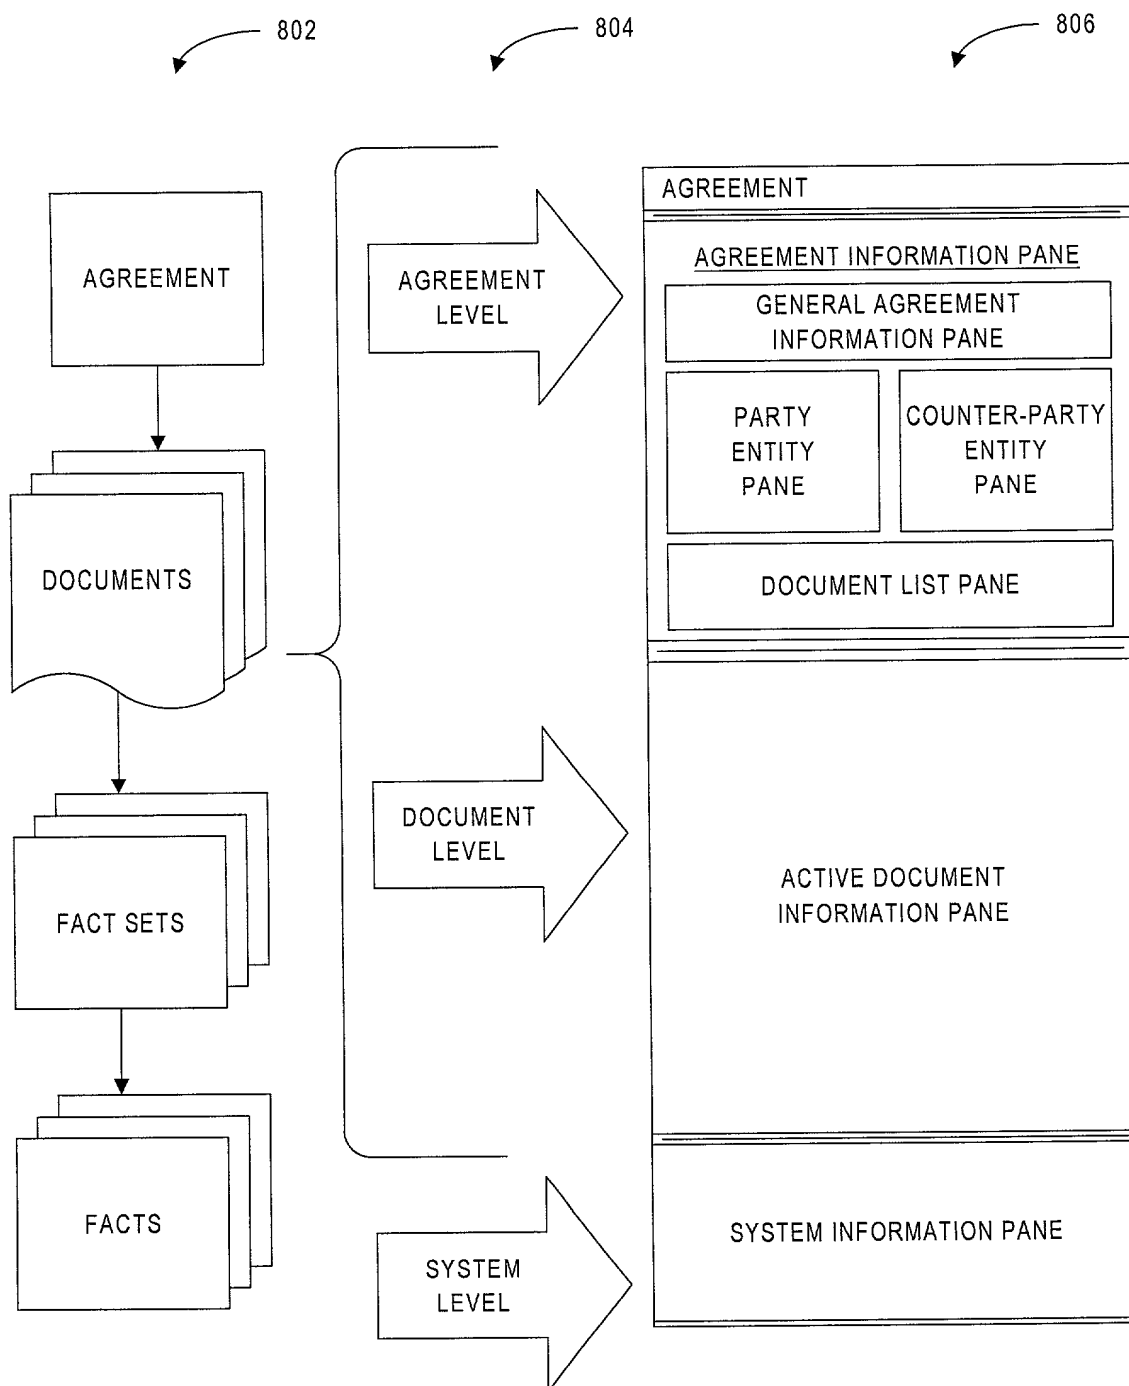 802
804
806
AGREEMENT
DOCUMENTS
FACT SETS
FACTS
AGREEMENT
LEVEL
DOCUMENT
LEVEL
SYSTEM
LEVEL
AGREEMENT
AGREEMENT INFORMATION PANE
GENERAL AGREEMENT
INFORMATION PANE
PARTY
ENTITY
PANE
COUNTER-PARTY
ENTITY
PANE
DOCUMENT LIST PANE
ACTIVE DOCUMENT
INFORMATION PANE
SYSTEM INFORMATION PANE